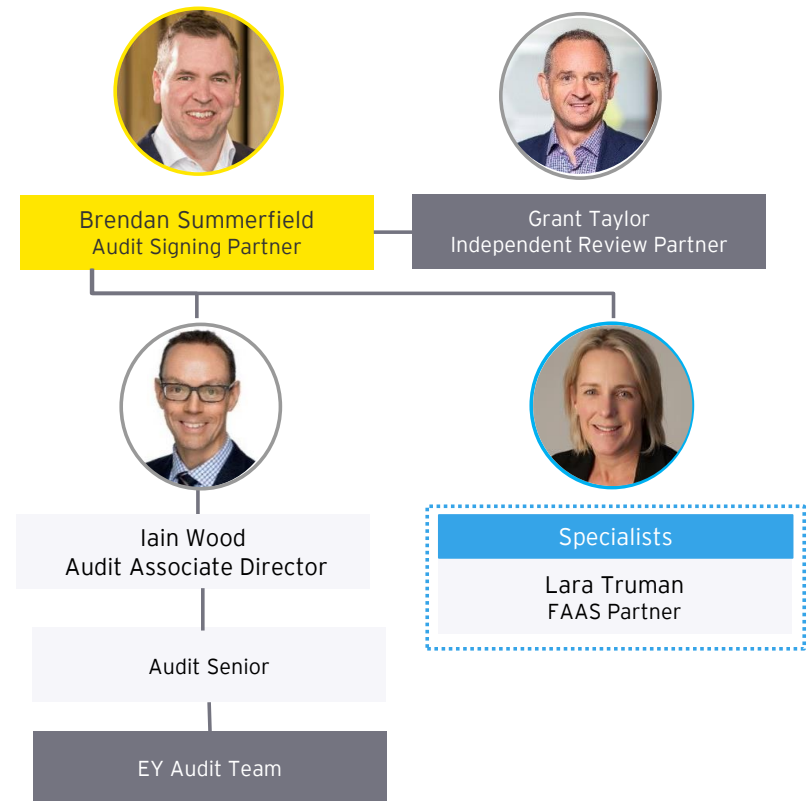 Brendan Summerfield
Audit Signing Partner
Grant Taylor
Independent Review Partner
Iain Wood
Audit Associate Director
Specialists
Lara Truman
FAAS Partner
Audit Senior
EY Audit Team